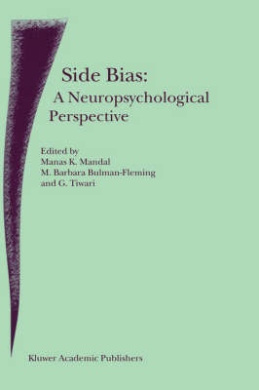 Side Bias:
A Neuropsychological
Perspective
Edited by
Manas K. Mandal
M. Barbara Bulman-Fleming
and G. Tiwari
Kluwer Academic Publishers